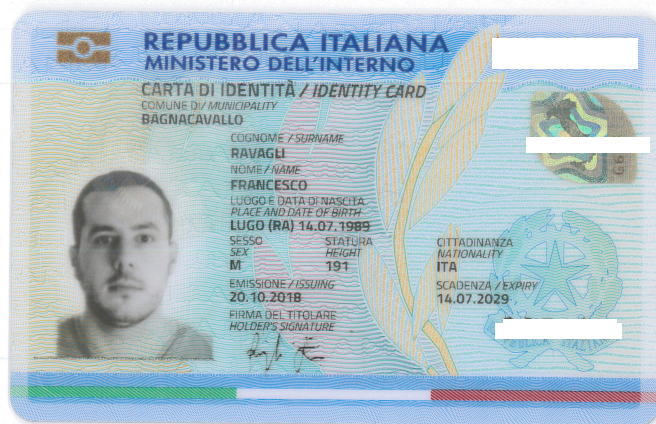 REPUBBLICA ITALIANA
MINISTERO DELL'INTERNO
CARTA DI IDENTITÀ / IDENTITY CARD
COMUNE DI / MUNICIPALITY
BAGNACAVALLO
COGNOME / SURNAME
RAVAGLI
NOME / NAME
FRANCESCO
LUOGO E DATA DI NASCITA
PLACE AND DATE OF BIRTH
LUGO (RA) 14.07.1989
SESSO STATURA CITTADINANZA
SEX HEIGHT NATIONALITY
M 191 ITA
EMISSIONE / ISSUING SCADENZA / EXPIRY
20.10.2018 14.07.2029
FIRMA DEL TITOLARE
HOLDER'S SIGNATURE